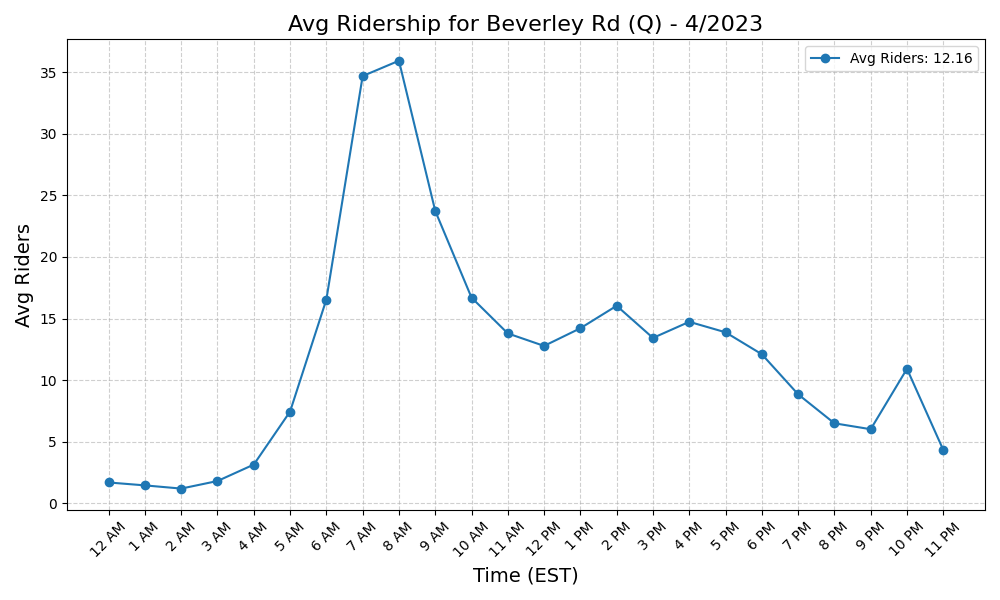 Avg Ridership for Beverley Rd (Q) - 4/2023
Avg Riders: 12.16
Avg Riders
35
30
25
20
15
10
5
0
12 AM
1 AM
2 AM
3 AM
4 AM
5 AM
6 AM
7 AM
8 AM
9 AM
10 AM
11 AM
12 PM
1 PM
2 PM
3 PM
4 PM
5 PM
6 PM
7 PM
8 PM
9 PM
10 PM
11 PM
Time (EST)